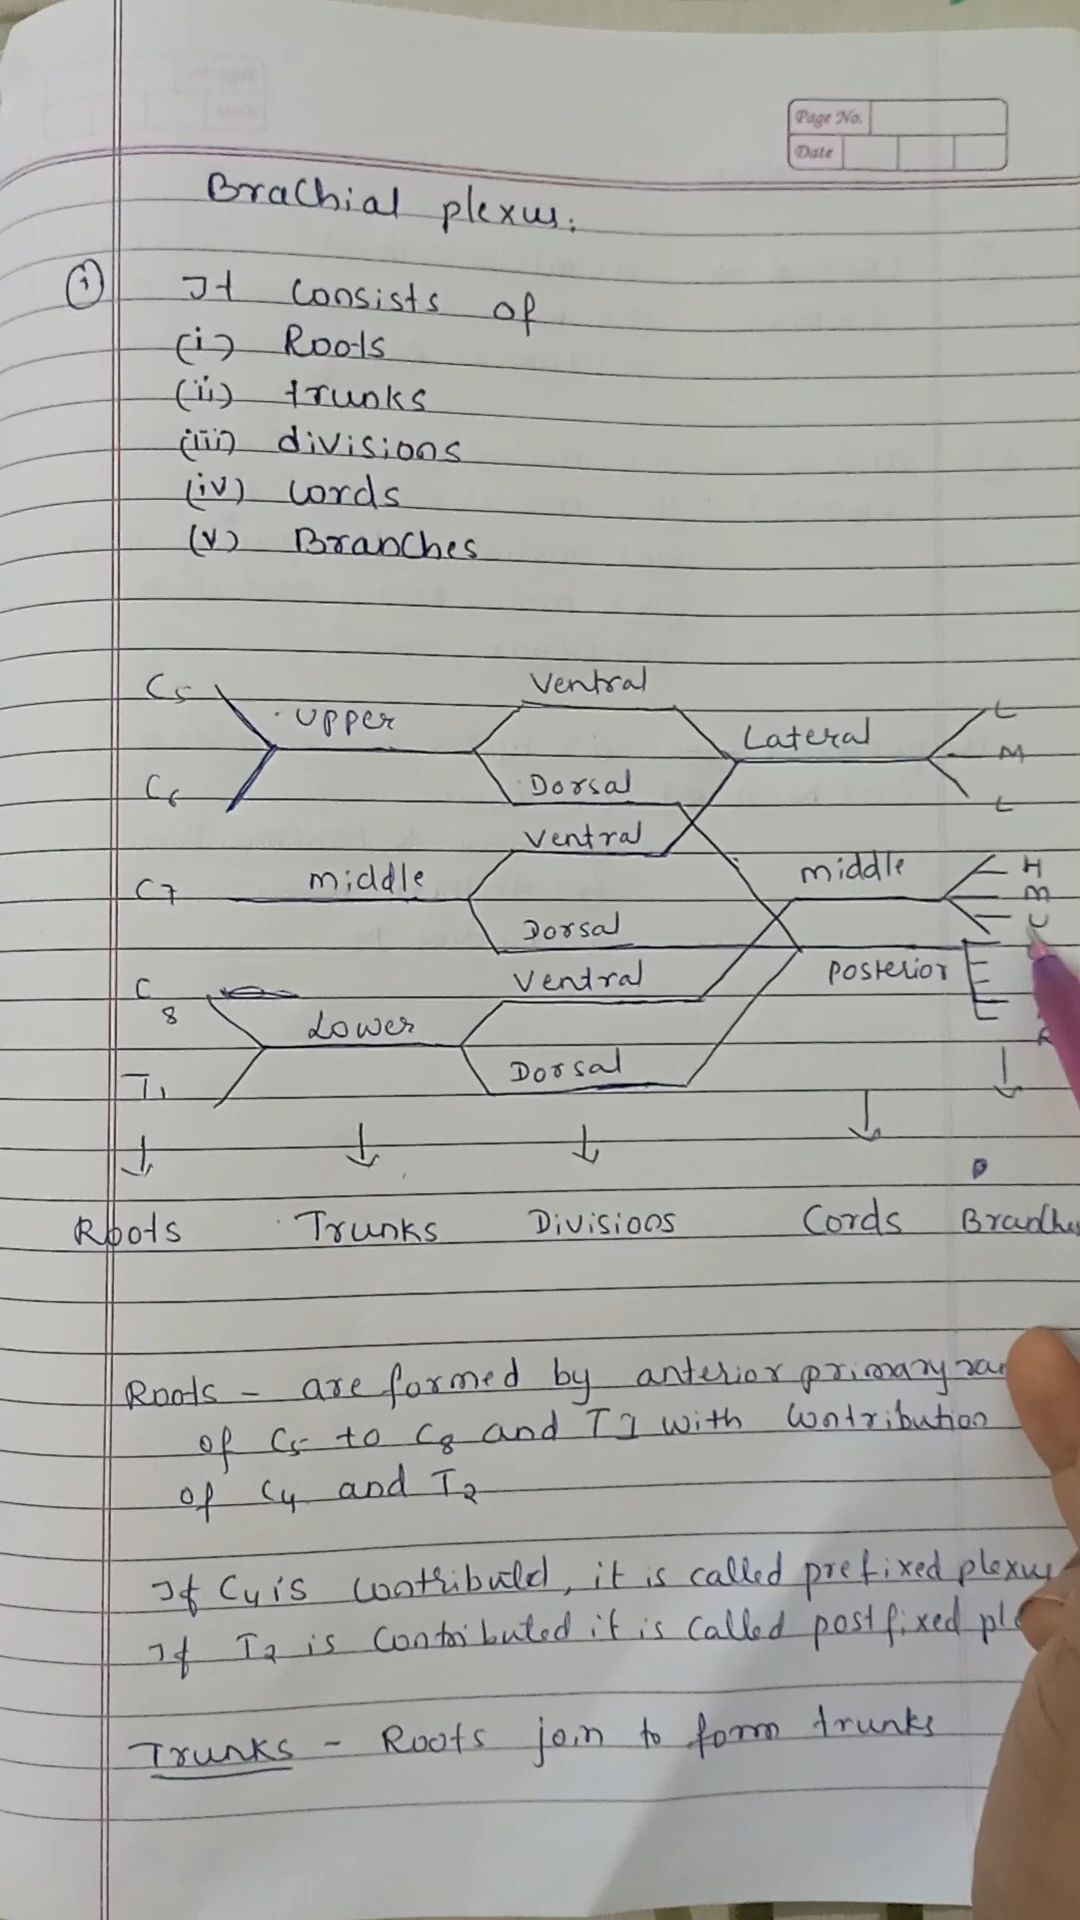 Page No.
Date
Brachial plexus.
① It consists of
(i) Roots
(ii) trunks
(iii) divisions
(iv) cords
(v) Branches
Ventral
C5
upper
Lateral
L
M
L
C6
Dorsal
Ventral
middle
H
M
U
C7
middle
Dorsal
posterior
Ventral
C8
Lower
R
Dorsal
T1
Roots Trunks Divisions Cords Branches
Roots - are formed by anterior primary
of C5 to C8 and T1 with contribution
of C4 and T2
If C4 is contributed, it is called prefixed plexus
If T2 is contributed it is called postfixed
Trunks - Roots join to form trunks